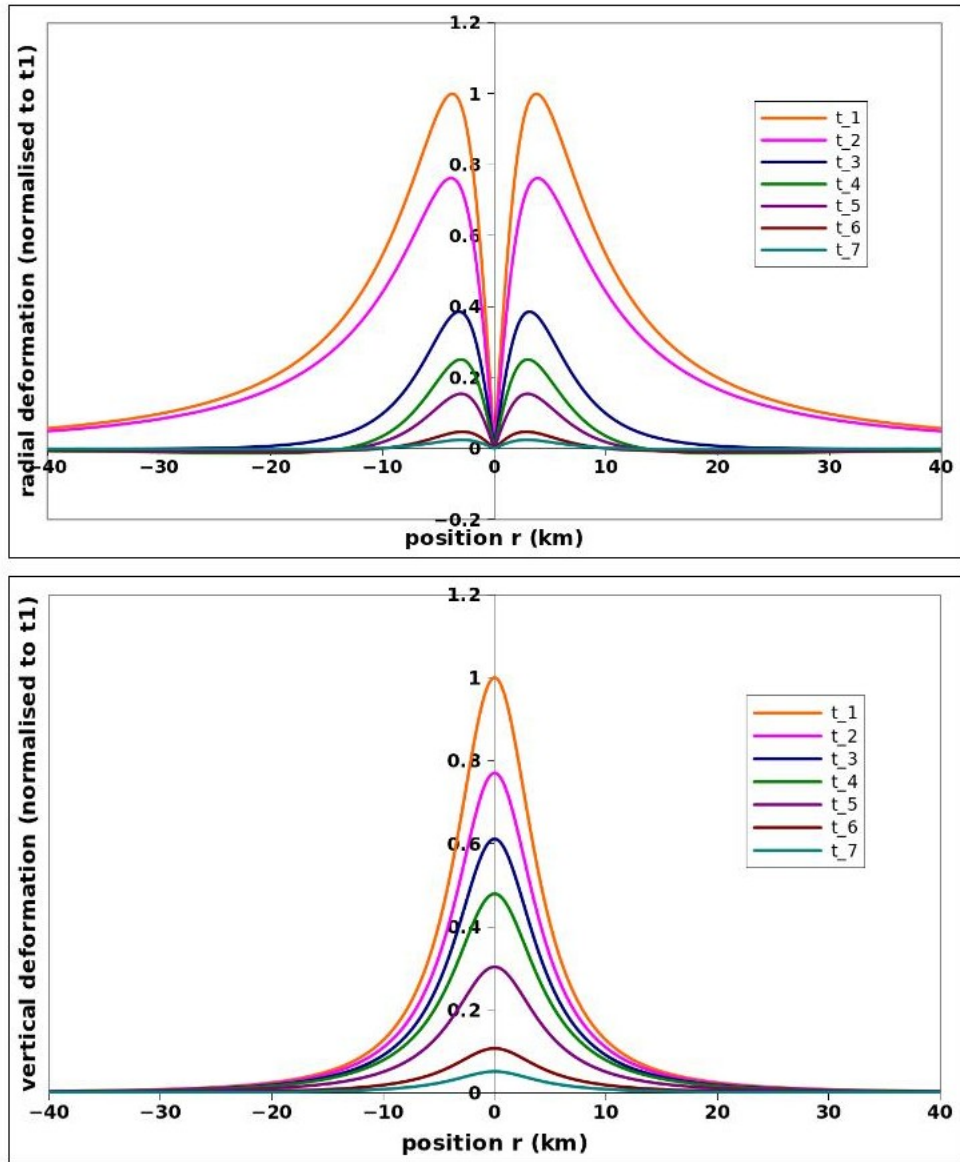 radial deformation (normalised to t1)
1.2
1
0.8
0.6
0.4
0.2
0
−0.2
−40 −30 −20 −10 0 10 20 30 40
position r (km)
t_1
t_2
t_3
t_4
t_5
t_6
t_7
vertical deformation (normalised to t1)
1.2
1
0.8
0.6
0.4
0.2
0
−40 −30 −20 −10 0 10 20 30 40
position r (km)
t_1
t_2
t_3
t_4
t_5
t_6
t_7